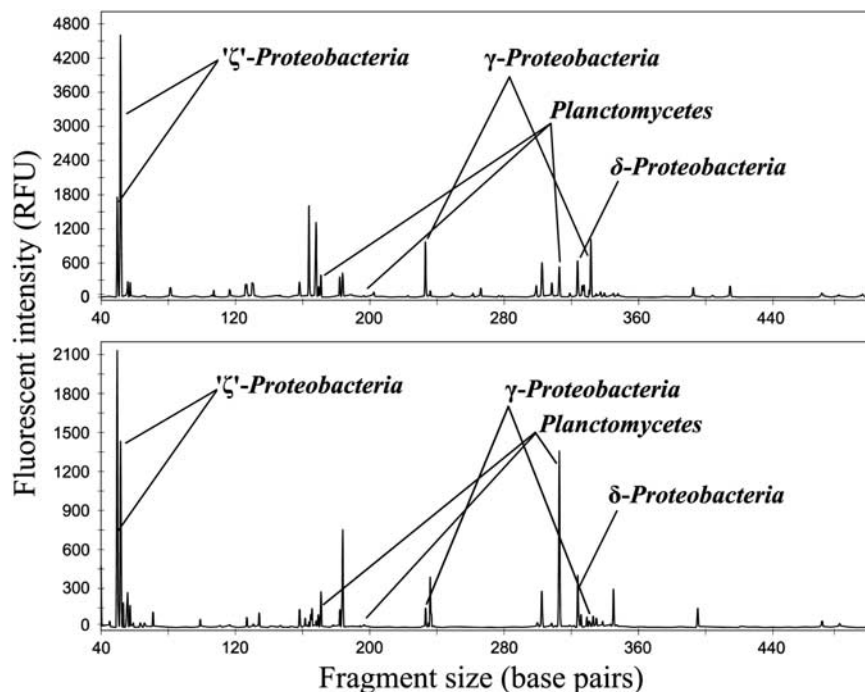 4800
4200
3600
3000
2400
1800
1200
600
0
'ζ'-Proteobacteria
γ-Proteobacteria
Planctomycetes
δ-Proteobacteria
40 120 200 280 360 440
Fluorescent intensity (RFU)
2100
1800
1500
1200
900
600
300
0
'ζ'-Proteobacteria
γ-Proteobacteria
Planctomycetes
δ-Proteobacteria
40 120 200 280 360 440
Fragment size (base pairs)